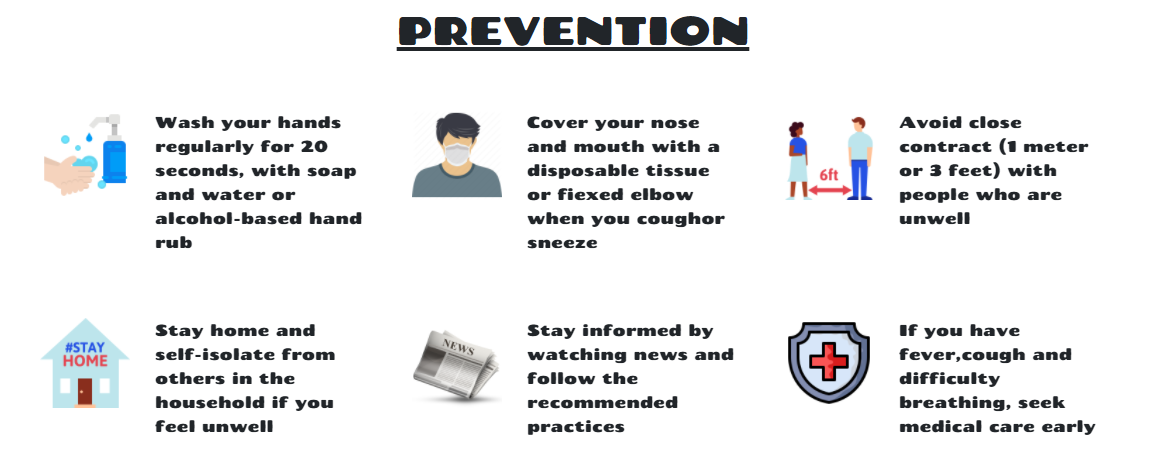 PREVENTION
Wash your hands
regularly for 20
seconds, with soap
and water or
alcohol-based hand
rub
Cover your nose
and mouth with a
disposable tissue
or fiexed elbow
when you coughor
sneeze
6ft
Avoid close
contract (1 meter
or 3 feet) with
people who are
unwell
#STAY
HOME
Stay home and
self-isolate from
others in the
household if you
feel unwell
NEWS
Stay informed by
watching news and
follow the
recommended
practices
If you have
fever,cough and
difficulty
breathing, seek
medical care early